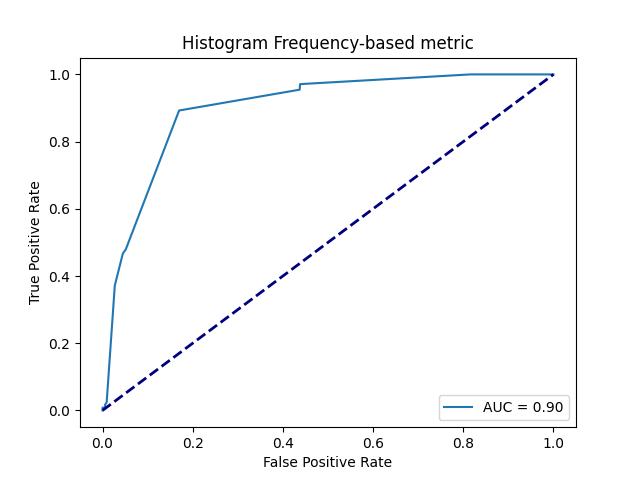 Histogram Frequency-based metric
1.0
0.8
0.6
0.4
0.2
0.0
True Positive Rate
AUC = 0.90
0.0 0.2 0.4 0.6 0.8 1.0
False Positive Rate